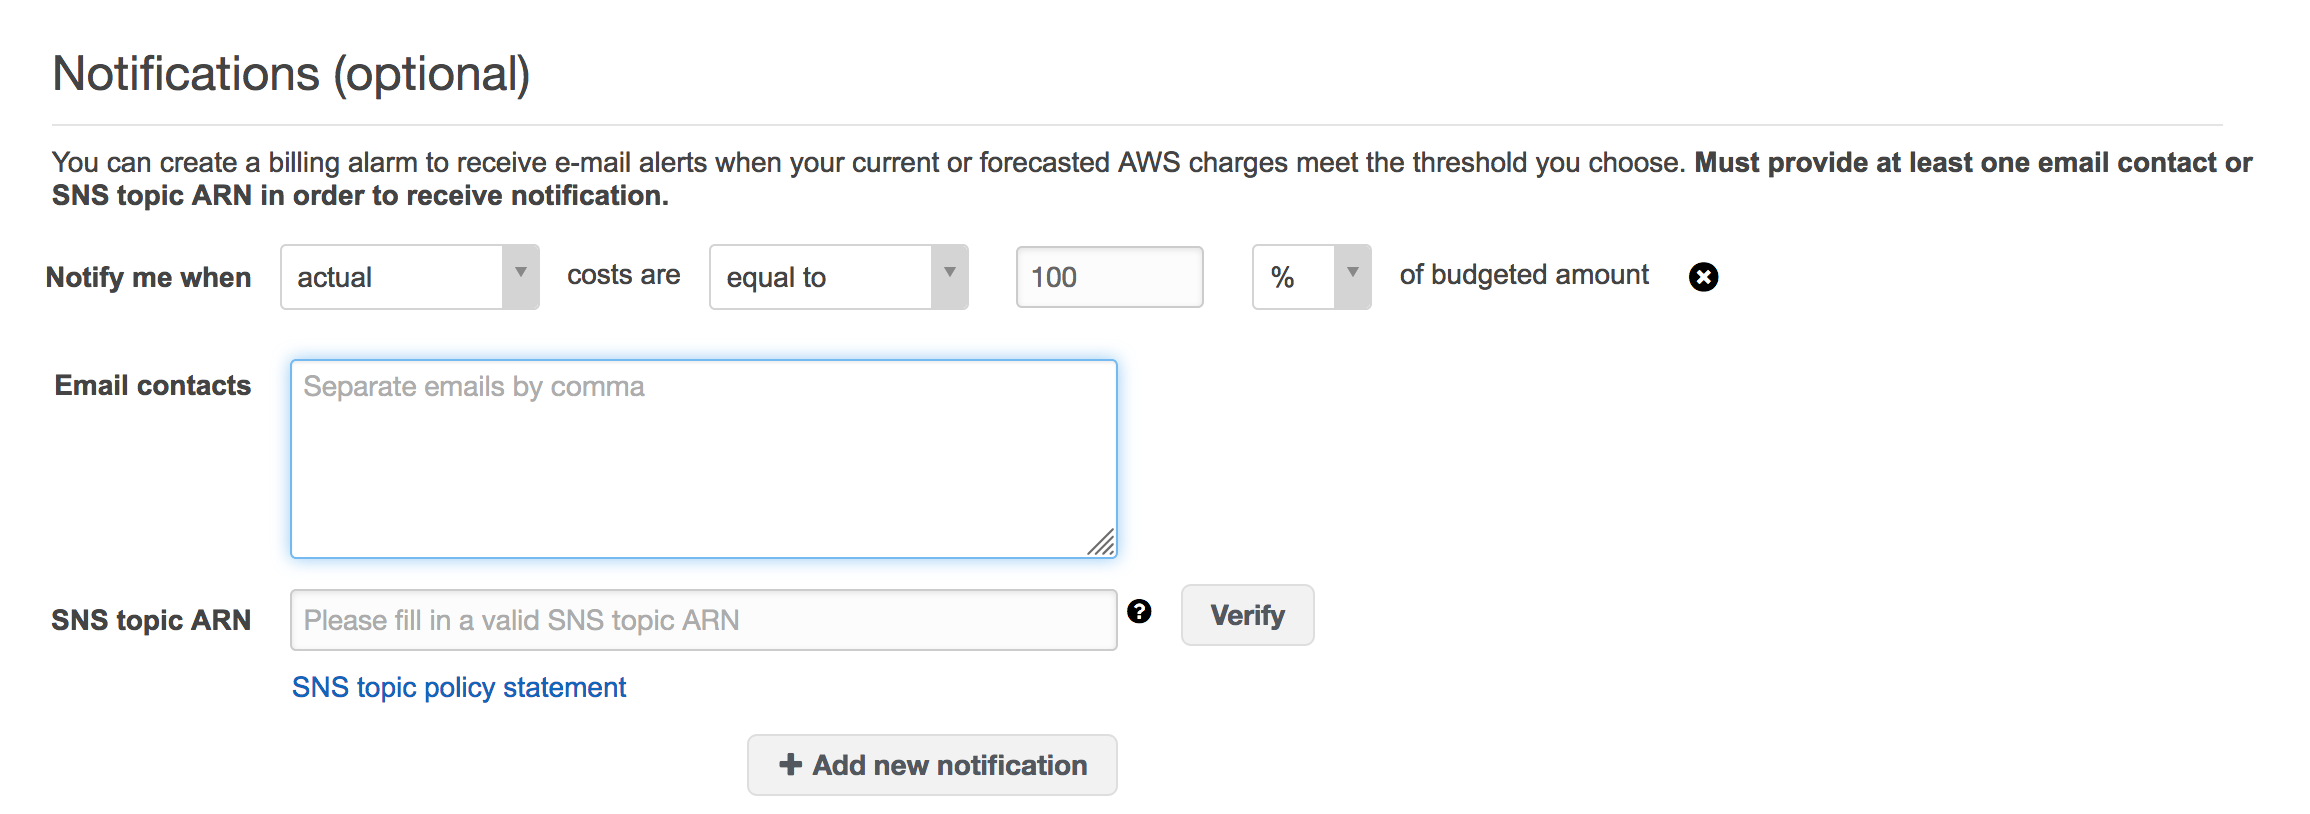 Notifications (optional)
You can create a billing alarm to receive e-mail alerts when your current or forecasted AWS charges meet the threshold you choose. Must provide at least one email contact or
SNS topic ARN in order to receive notification.
Notify me when actual costs are equal to 100 % of budgeted amount
Email contacts Separate emails by comma
SNS topic ARN Please fill in a valid SNS topic ARN Verify
SNS topic policy statement
Add new notification